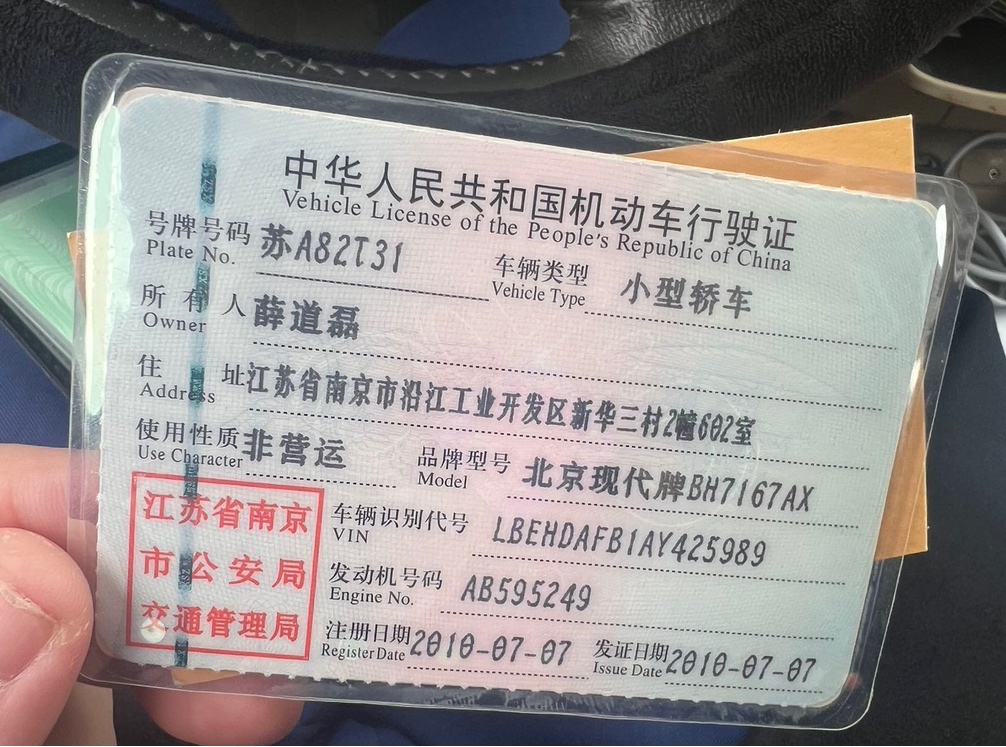 中华人民共和国机动车行驶证
Vehicle License of the People's Republic of China
号牌号码 苏A82T31 车辆类型 小型轿车
Plate No. Vehicle Type
所有人 薛道磊
Owner
住址 江苏省南京市沿江工业开发区新华三村2幢602室
Address
使用性质 非营运 品牌型号 北京现代牌BH7167AX
Use Character Model
江苏省南京
市公安局
交通管理局
车辆识别代号 LBEHDAFB1AY425989
VIN
发动机号码 AB595249
Engine No.
注册日期 2010-07-07 发证日期 2010-07-07
Register Date Issue Date